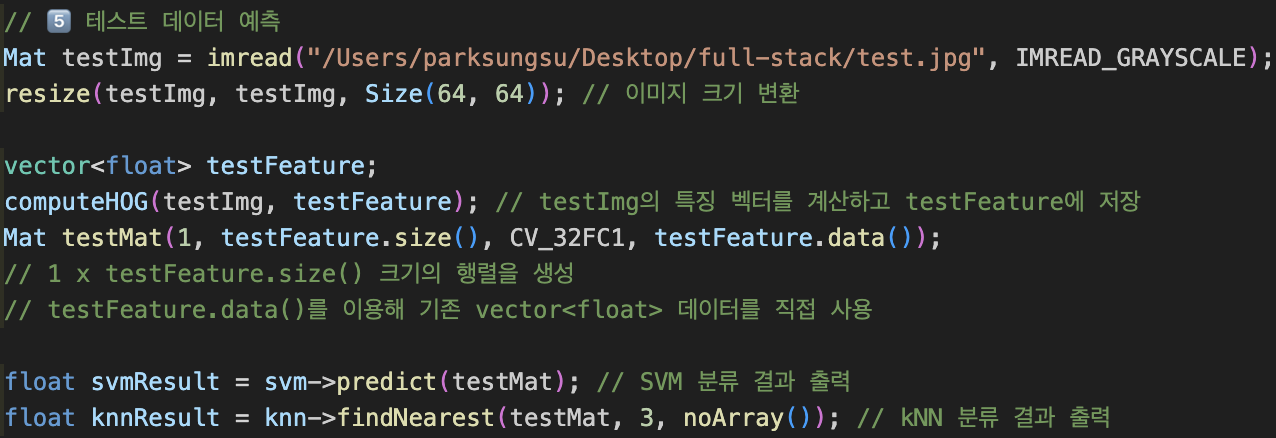 // 5️⃣ 테스트 데이터 예측
Mat testImg = imread("/Users/parksungsu/Desktop/full-stack/test.jpg", IMREAD_GRAYSCALE);
resize(testImg, testImg, Size(64, 64)); // 이미지 크기 변환
vector<float> testFeature;
computeHOG(testImg, testFeature); // testImg의 특징 벡터를 계산하고 testFeature에 저장
Mat testMat(1, testFeature.size(), CV_32FC1, testFeature.data());
// 1 x testFeature.size() 크기의 행렬을 생성
// testFeature.data()를 이용해 기존 vector<float> 데이터를 직접 사용
float svmResult = svm->predict(testMat); // SVM 분류 결과 출력
float knnResult = knn->findNearest(testMat, 3, noArray()); // kNN 분류 결과 출력